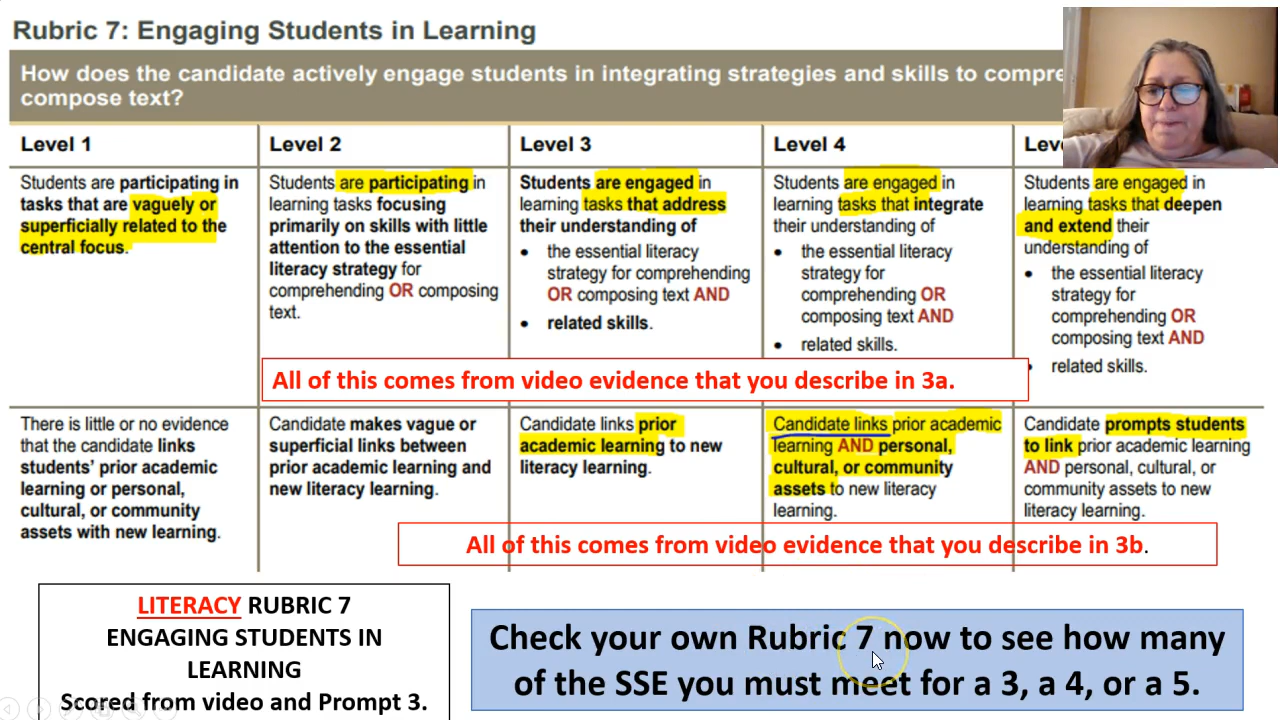 Rubric 7: Engaging Students in Learning
How does the candidate actively engage students in integrating strategies and skills to
compose text?
Level 1
Level 2
Level 3
Level 4
Students are participating in
tasks that are vaguely or
superficially related to the
central focus.
Students are participating in
learning tasks focusing
primarily on skills with little
attention to the essential
literacy strategy for
comprehending OR composing
text.
Students are engaged in
learning tasks that address
their understanding of
• the essential literacy
strategy for comprehending
OR composing text AND
• related skills.
Students are engaged in
learning tasks that integrate
their understanding of
• the essential literacy
strategy for
comprehending OR
composing text AND
• related skills.
Students are engaged in
learning tasks that deepen
and extend their
understanding of
• the essential literacy
strategy for
comprehending OR
composing text AND
• related skills.
All of this comes from video evidence that you describe in 3a.
There is little or no evidence
that the candidate links
students' prior academic
learning or personal,
cultural, or community
assets with new learning.
Candidate makes vague or
superficial links between
prior academic learning and
new literacy learning.
Candidate links prior
academic learning to new
literacy learning.
Candidate links prior academic
learning AND personal,
cultural, or community
assets to new literacy
learning.
Candidate prompts students
to link prior academic learning
AND personal, cultural, or
community assets to new
literacy learning.
All of this comes from video evidence that you describe in 3b.
LITERACY RUBRIC 7
ENGAGING STUDENTS IN
LEARNING
Scored from video and Prompt 3.
Check your own Rubric 7 now to see how many
of the SSE you must meet for a 3, a 4, or a 5.